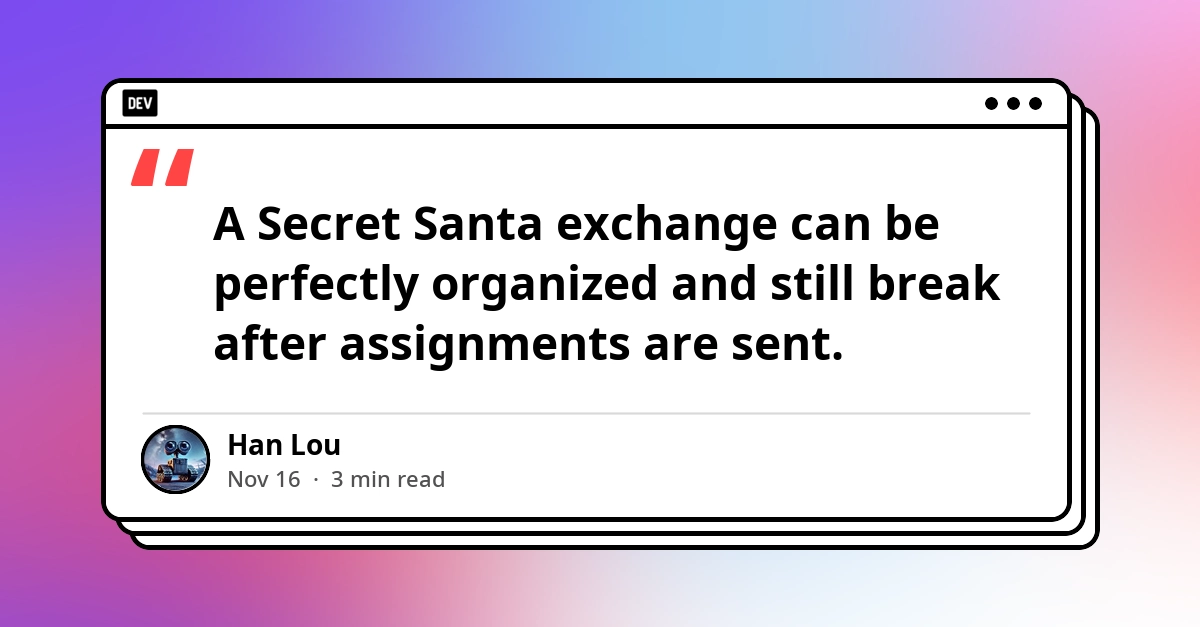 DEV
A Secret Santa exchange can be
perfectly organized and still break
after assignments are sent.
Han Lou
Nov 16 · 3 min read